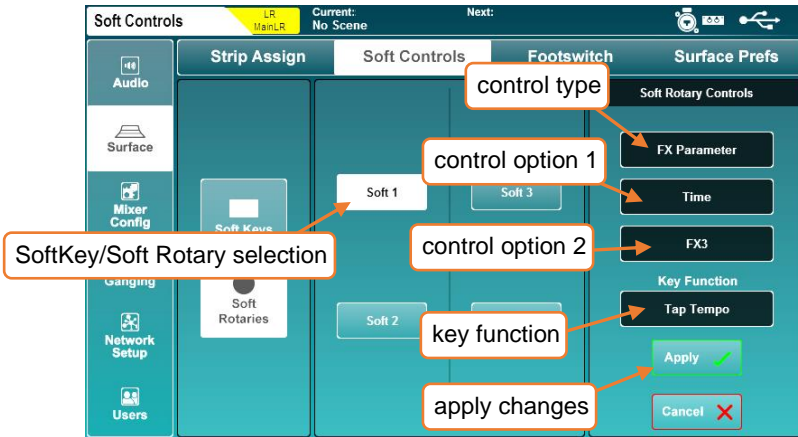 Soft Controls
LR
MainLR
Current:
No Scene
Next:
Strip Assign
Soft Controls
Footswitch
Surface Prefs
Audio
Surface
Mixer
Config
Ganging
Network
Setup
Users
Soft Keys
Soft
Rotaries
Soft 1
Soft 3
Soft 2
Soft Rotary Controls
FX Parameter
Time
FX3
Key Function
Tap Tempo
Apply
Cancel
control type
control option 1
SoftKey/Soft Rotary selection
control option 2
key function
apply changes